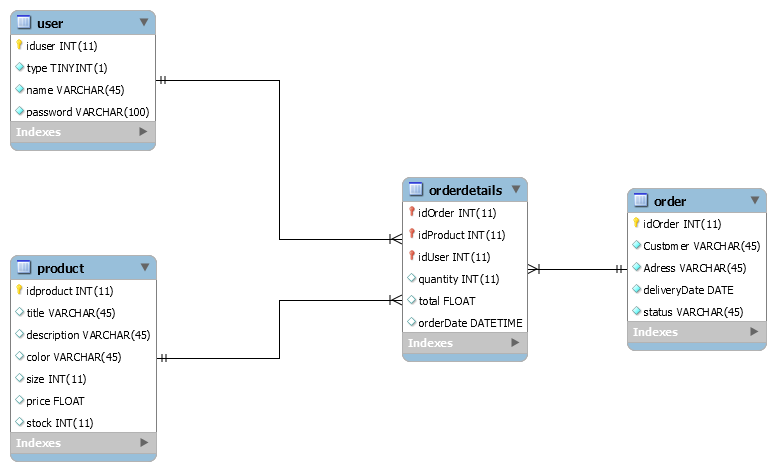 user
iduser INT(11)
type TINYINT(1)
name VARCHAR(45)
password VARCHAR(100)
Indexes
product
idproduct INT(11)
title VARCHAR(45)
description VARCHAR(45)
color VARCHAR(45)
size INT(11)
price FLOAT
stock INT(11)
Indexes
orderdetails
idOrder INT(11)
idProduct INT(11)
idUser INT(11)
quantity INT(11)
total FLOAT
orderDate DATETIME
Indexes
order
idOrder INT(11)
Customer VARCHAR(45)
Adress VARCHAR(45)
deliveryDate DATE
status VARCHAR(45)
Indexes